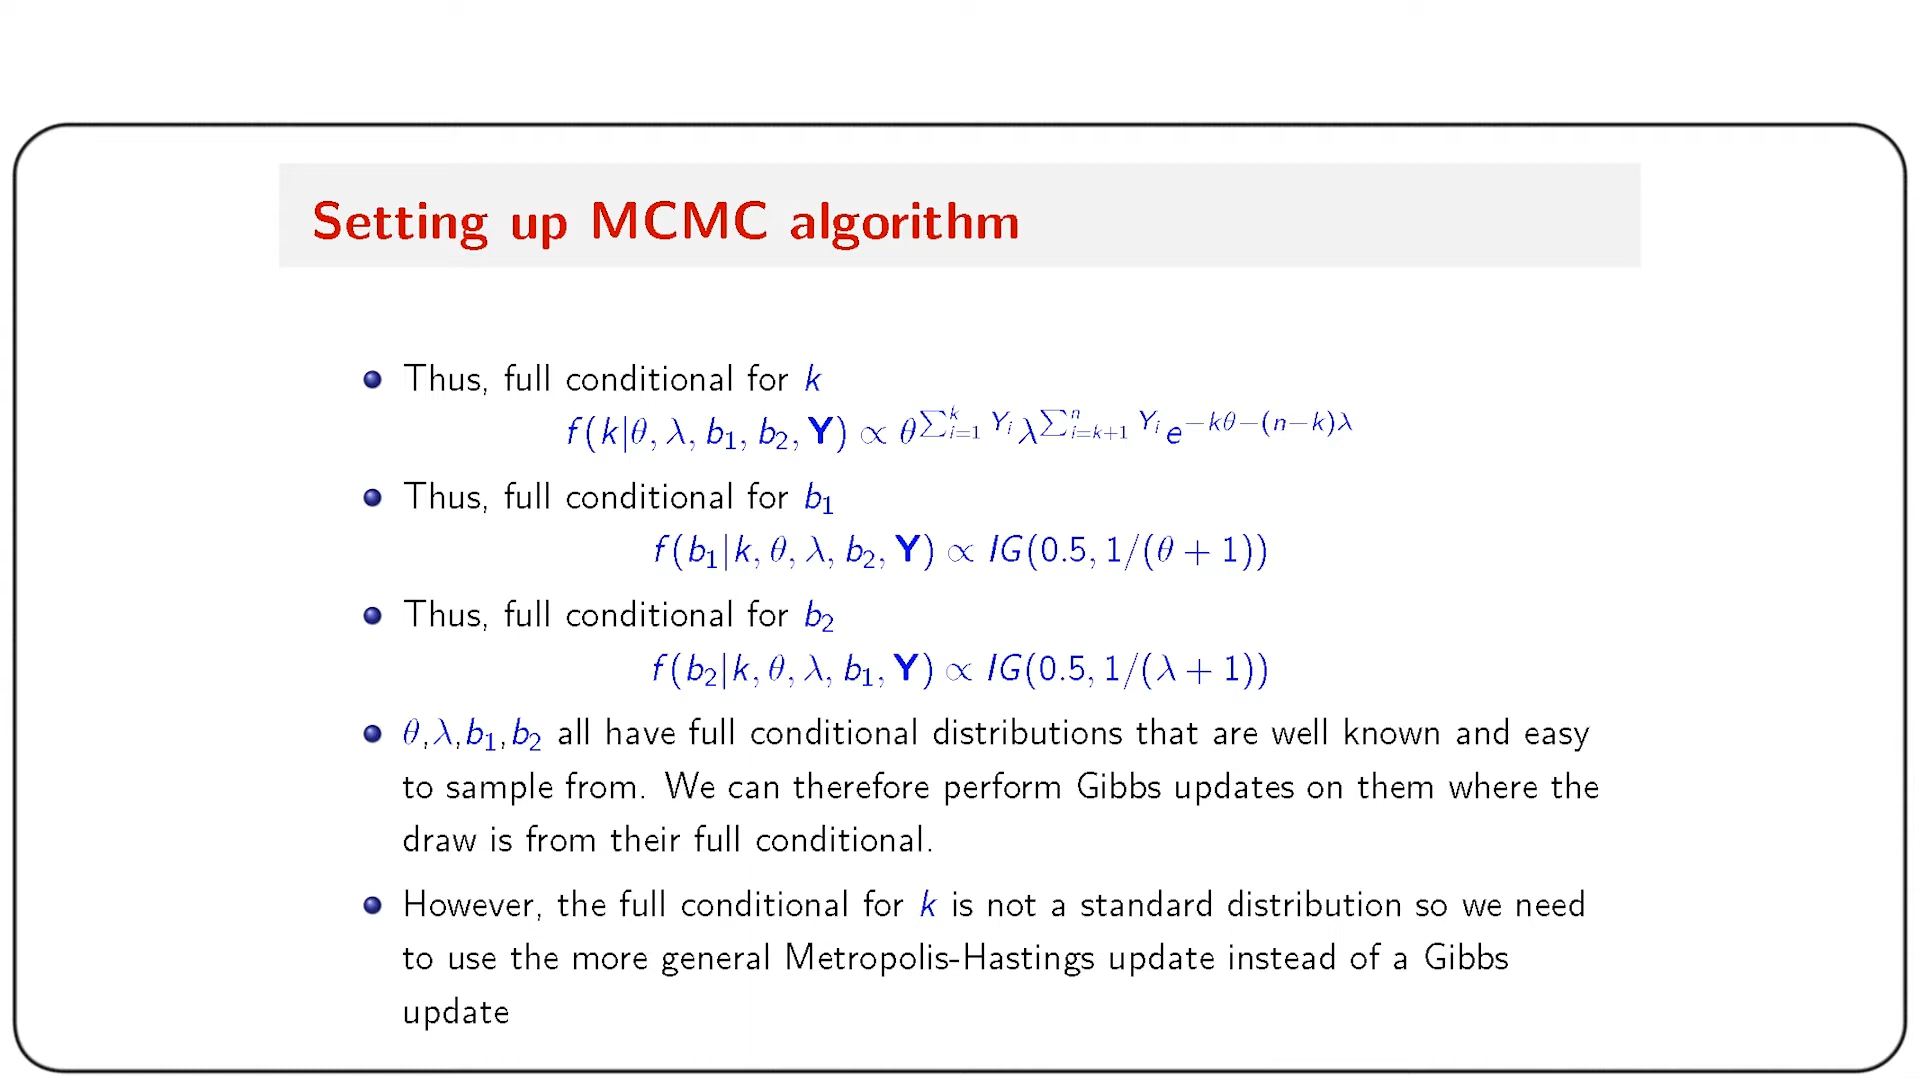 Setting up MCMC algorithm
Thus, full conditional for k
f(k|θ, λ, b₁, b₂, Y) ∝ θ^{∑_{i=1}^{k} Y_i} λ^{∑_{i=k+1}^{n} Y_i} e^{−kθ−(n−k)λ}
Thus, full conditional for b₁
f(b₁|k, θ, λ, b₂, Y) ∝ IG(0.5, 1/(θ + 1))
Thus, full conditional for b₂
f(b₂|k, θ, λ, b₁, Y) ∝ IG(0.5, 1/(λ + 1))
θ,λ,b₁,b₂ all have full conditional distributions that are well known and easy
to sample from. We can therefore perform Gibbs updates on them where the
draw is from their full conditional.
However, the full conditional for k is not a standard distribution so we need
to use the more general Metropolis-Hastings update instead of a Gibbs
update